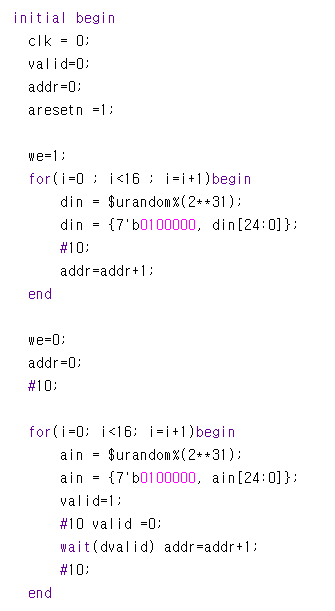 initial begin
clk = 0;
valid=0;
addr=0;
aresetn =1;
we=1;
for(i=0 ; i<16 ; i=i+1)begin
din = $urandom%(2**31);
din = {7'b0100000, din[24:0]};
#10;
addr=addr+1;
end
we=0;
addr=0;
#10;
for(i=0; i<16; i=i+1)begin
ain = $urandom%(2**31);
ain = {7'b0100000, ain[24:0]};
valid=1;
#10 valid =0;
wait(dvalid) addr=addr+1;
#10;
end